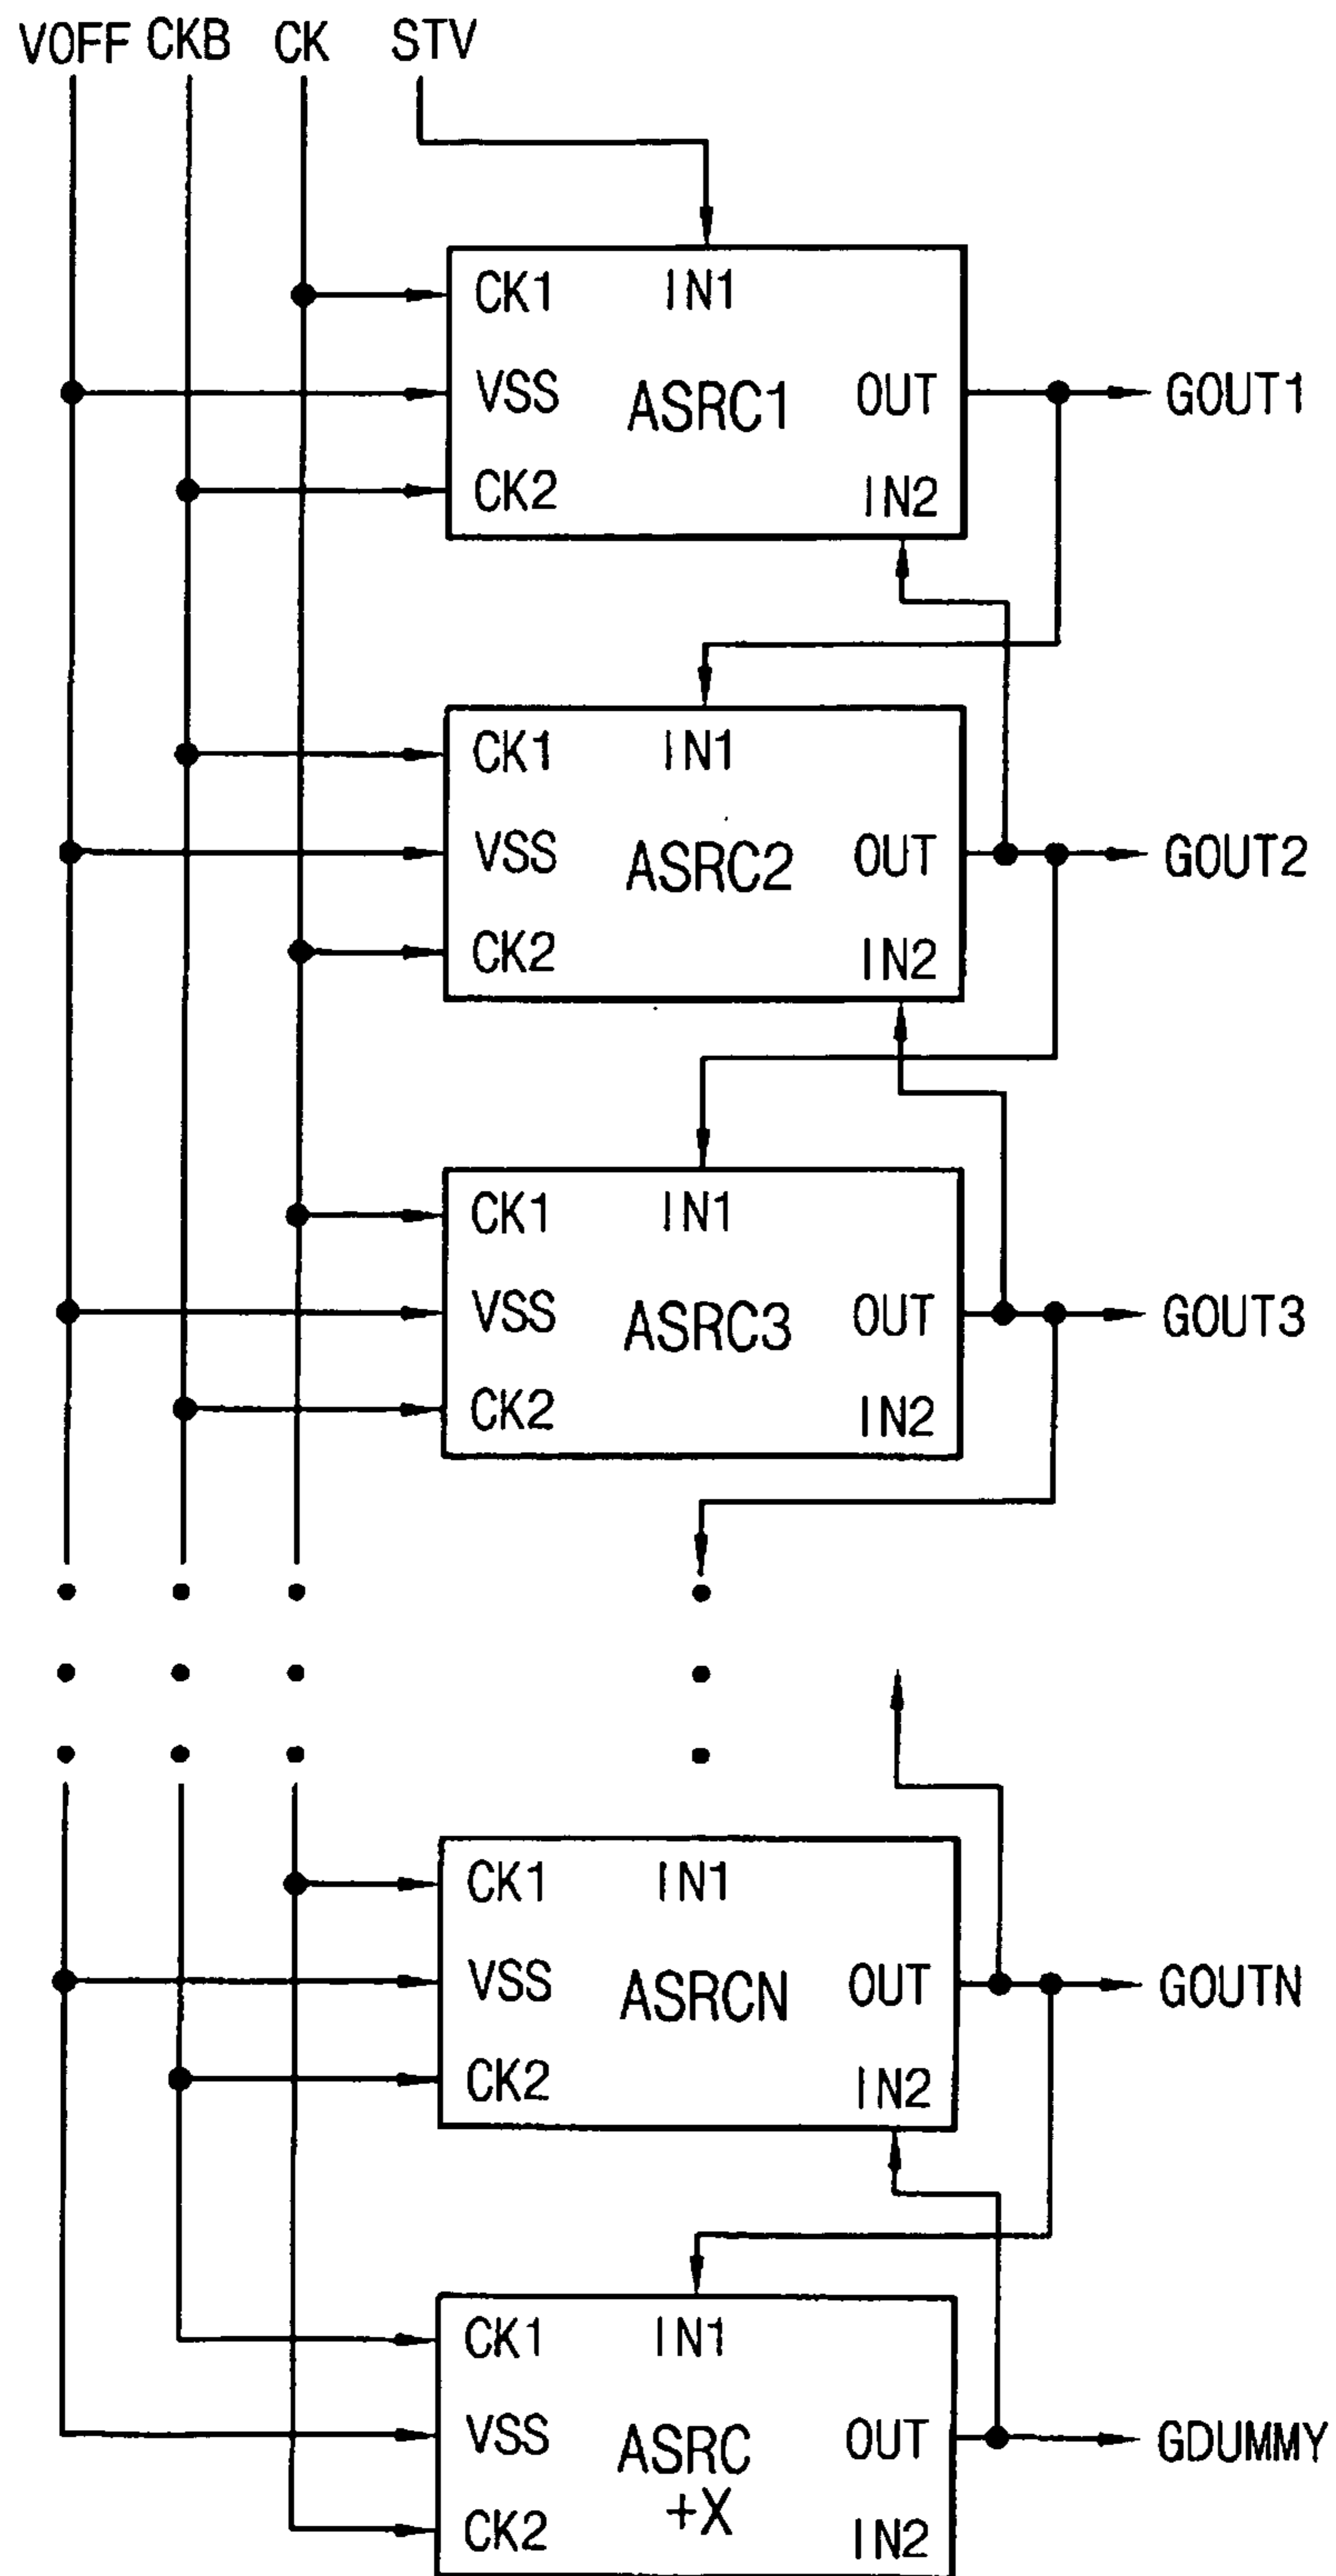 VOFF CKB CK STV
CK1 IN1
VSS ASRC1 OUT GOUT1
CK2 IN2
CK1 IN1
VSS ASRC2 OUT GOUT2
CK2 IN2
CK1 IN1
VSS ASRC3 OUT GOUT3
CK2 IN2
CK1 IN1
VSS ASRCN OUT GOUTN
CK2 IN2
CK1 IN1
VSS ASRC OUT GDUMMY
+X
CK2 IN2